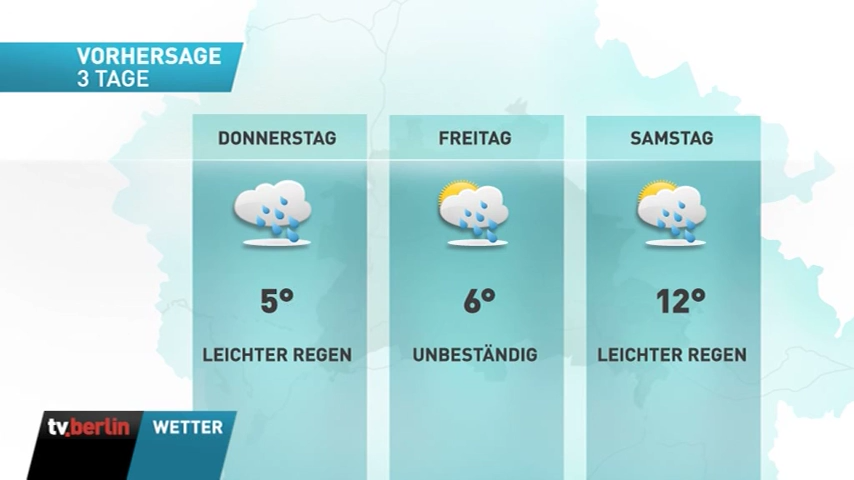 VORHERSAGE
3 TAGE
DONNERSTAG
FREITAG
SAMSTAG
5°
6°
12°
LEICHTER REGEN
UNBESTÄNDIG
LEICHTER REGEN
tv.berlin
WETTER